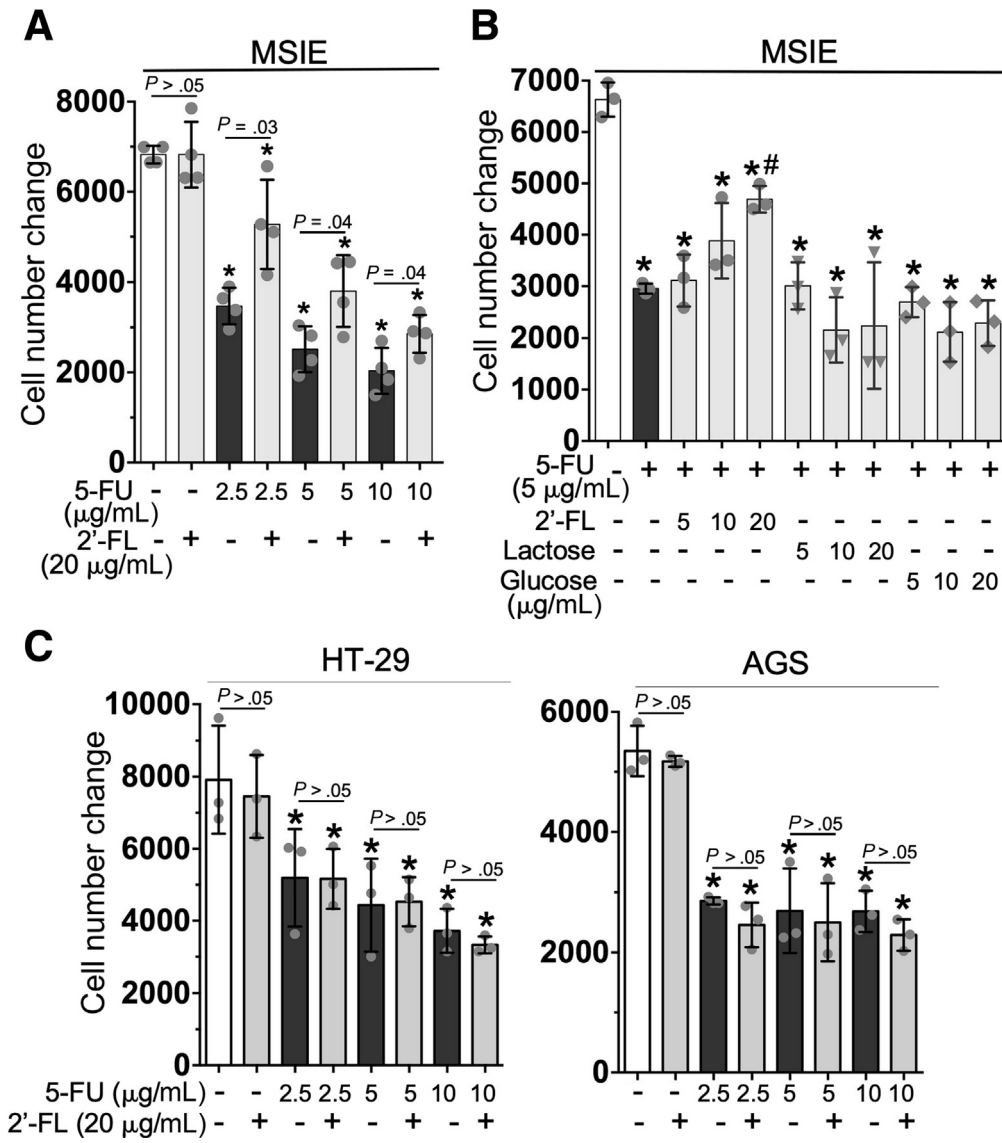 A
MSIE
P > .05
P = .03
P = .04
P = .04
* * * * * *
8000
6000
4000
2000
0
Cell number change
5-FU - - 2.5 2.5 5 5 10 10
(μg/mL)
2'-FL - + - + - + - +
(20 μg/mL)
B
MSIE
* * * *# * * * * * *
7000
6000
5000
4000
3000
2000
1000
0
Cell number change
5-FU - + + + + + + + + + +
(5 μg/mL)
2'-FL - - 5 10 20 - - - - - -
Lactose - - - - - 5 10 20 - - -
Glucose - - - - - - - - 5 10 20
(μg/mL)
C
HT-29
P > .05
P > .05
P > .05
P > .05
* * * * * *
10000
8000
6000
4000
2000
0
Cell number change
5-FU (μg/mL) - - 2.5 2.5 5 5 10 10
2'-FL (20 μg/mL) - + - + - + - +
AGS
P > .05
P > .05
P > .05
P > .05
* * * * * *
6000
4000
2000
0
- - 2.5 2.5 5 5 10 10
- + - + - + - +